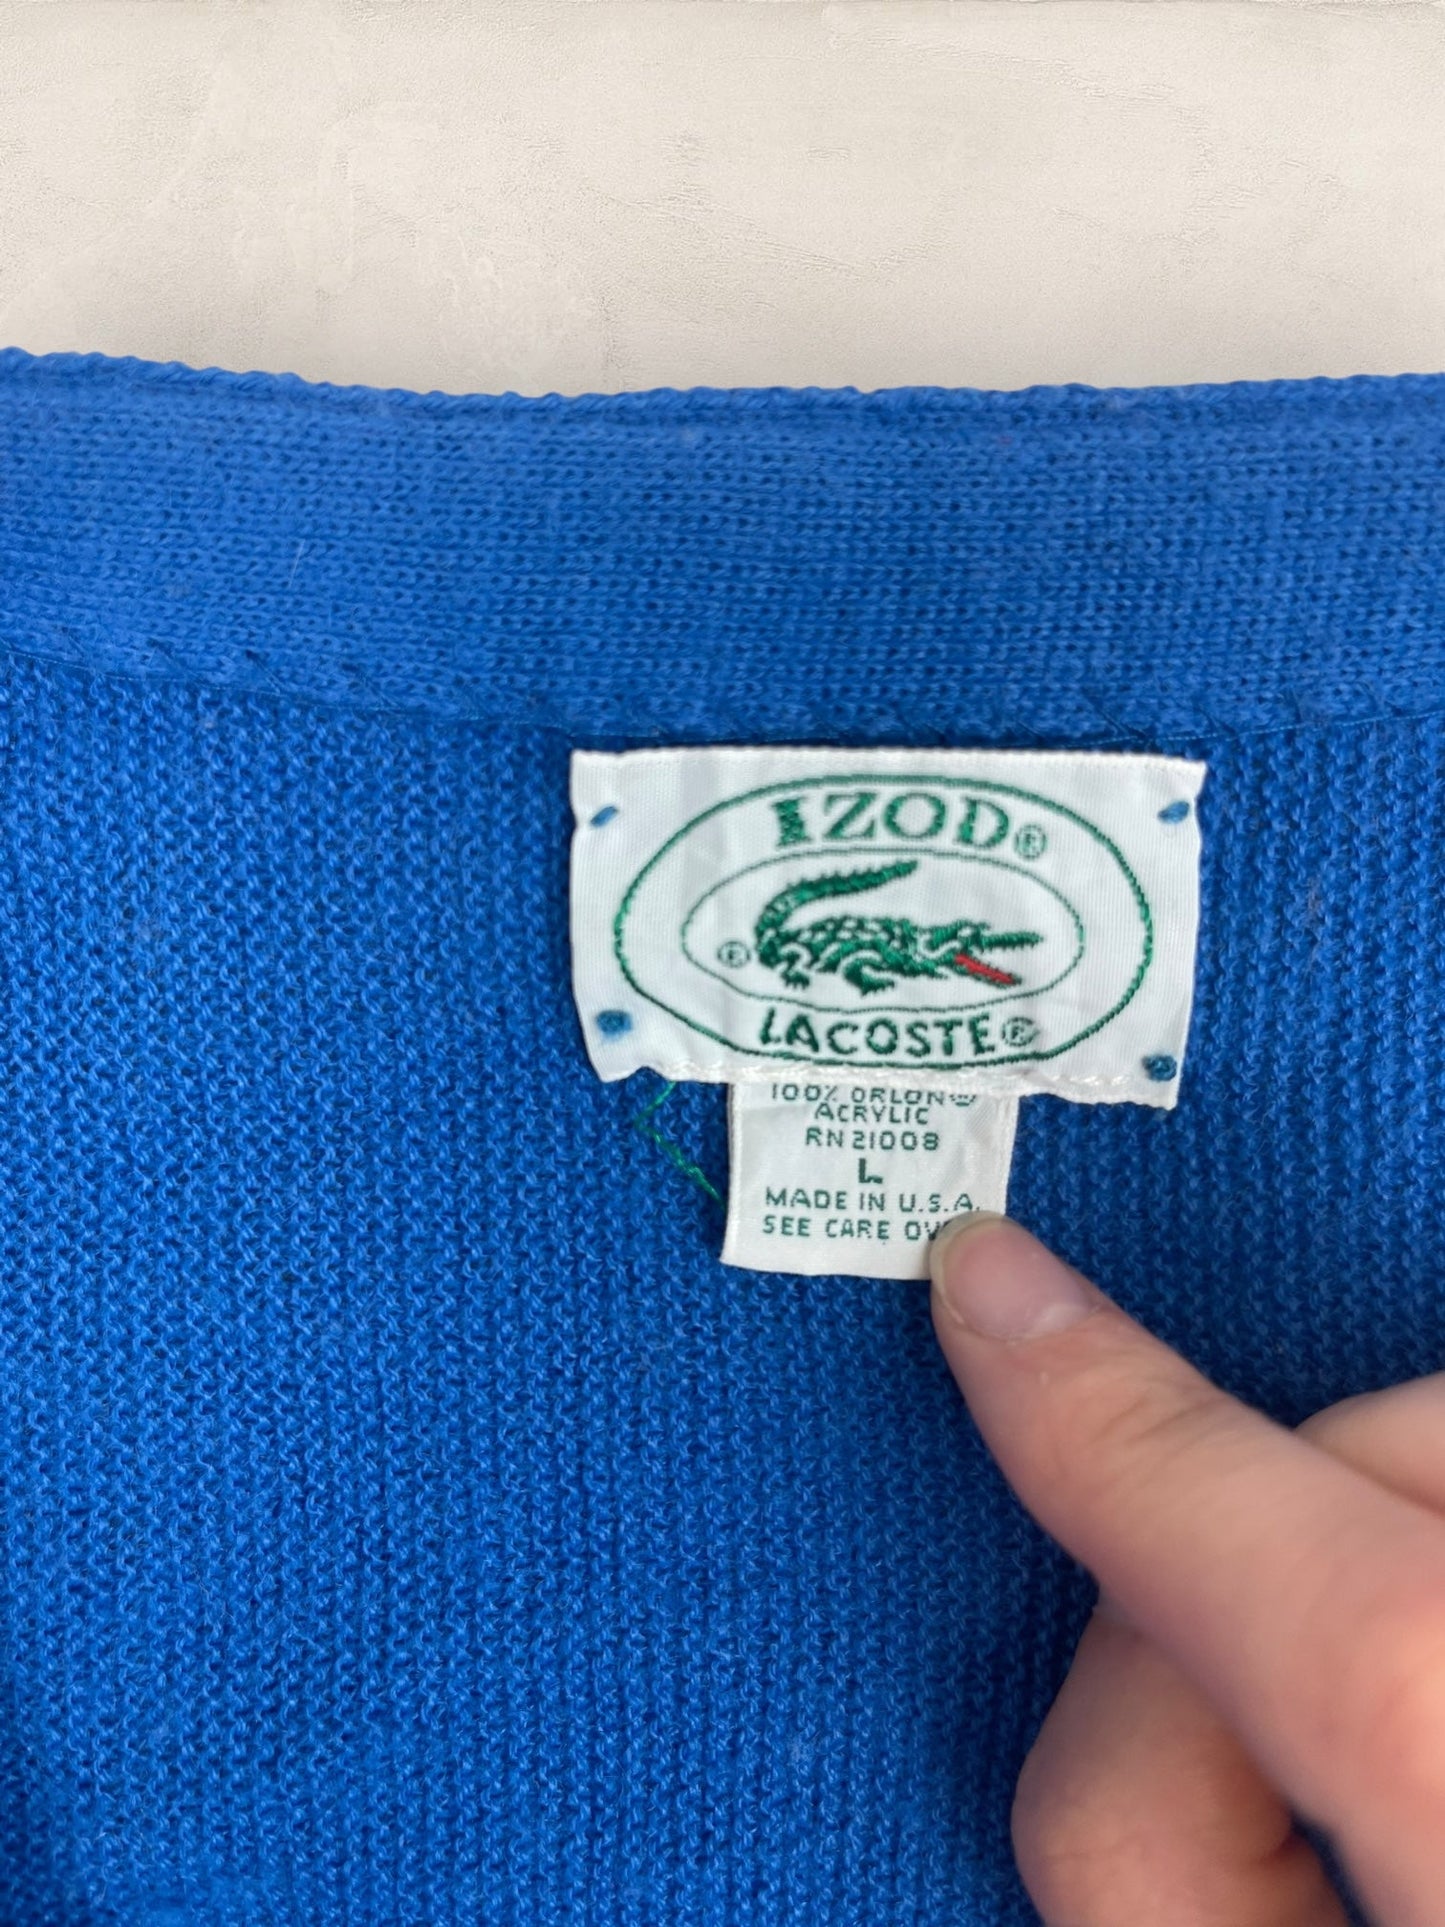 IZOD®
®
LACOSTE®
100% ORLON
ACRYLIC
RN 21008
L
MADE IN U.S.A.
SEE CARE